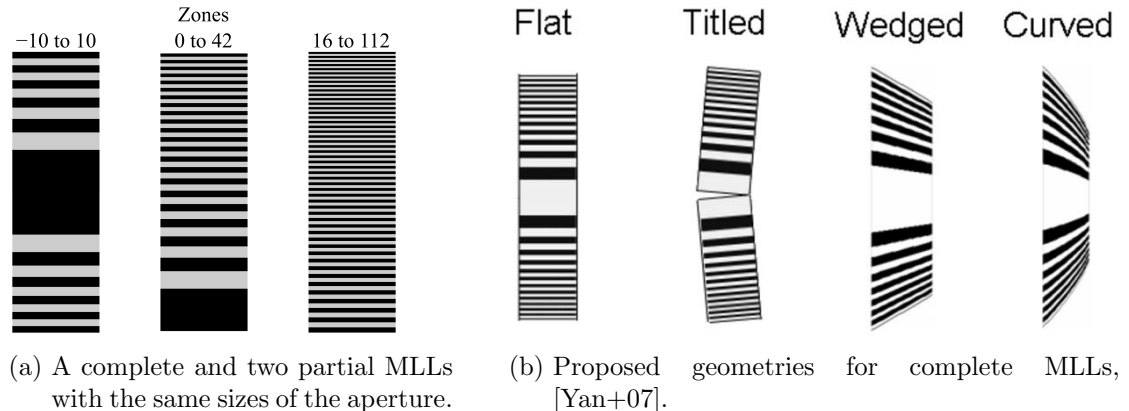 Zones
−10 to 10 0 to 42 16 to 112
Flat Titled Wedged Curved
(a) A complete and two partial MLLs
with the same sizes of the aperture.
(b) Proposed geometries for complete MLLs,
[Yan+07].